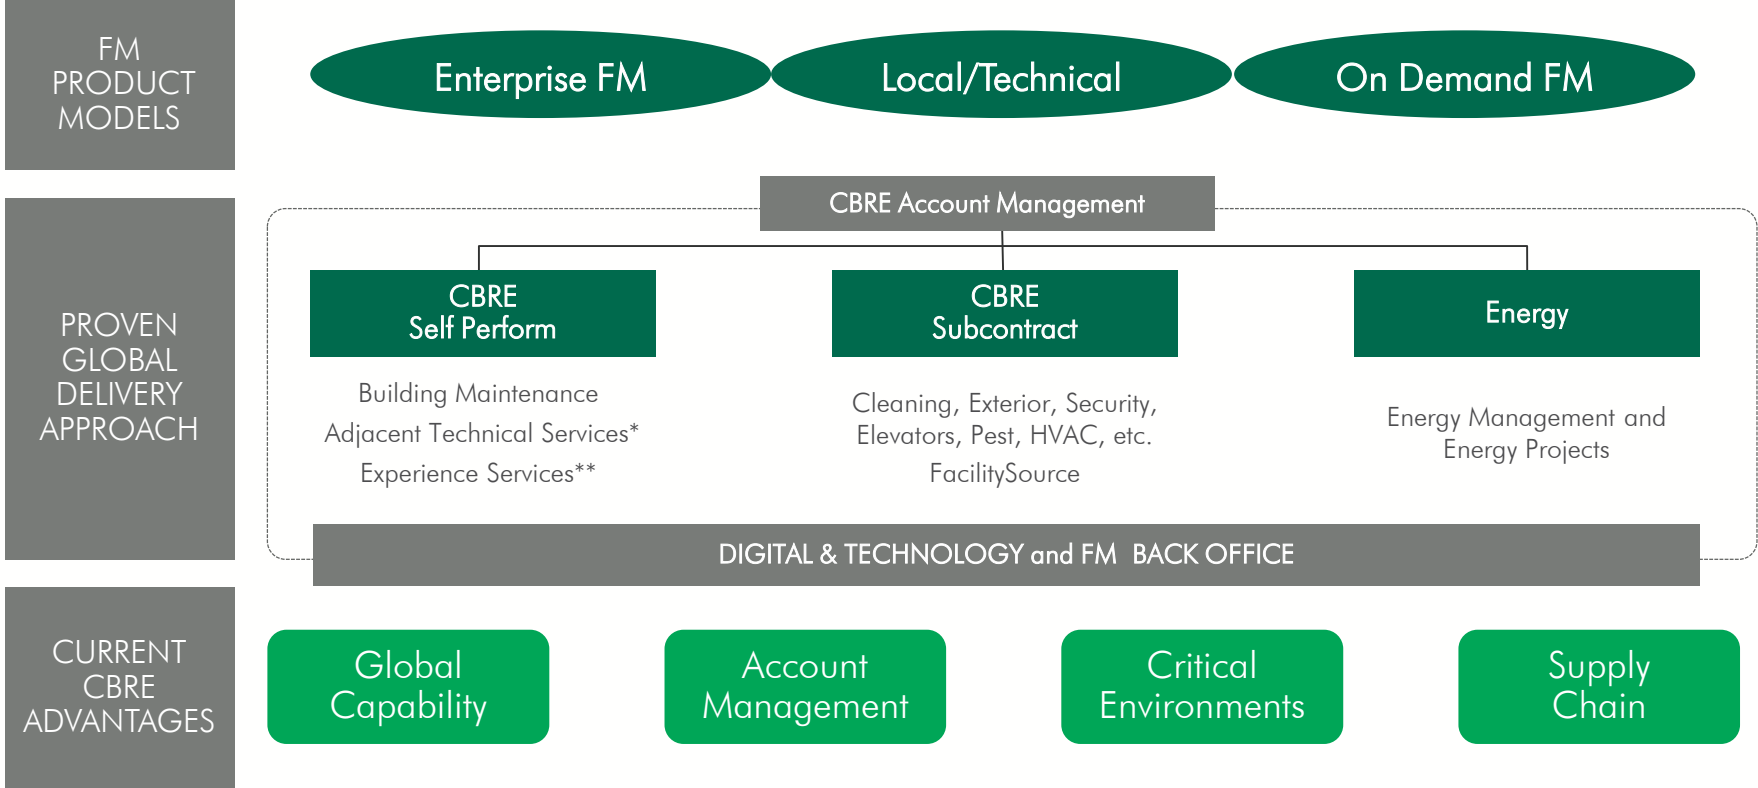 FM
PRODUCT
MODELS
Enterprise FM
Local/Technical
On Demand FM
PROVEN
GLOBAL
DELIVERY
APPROACH
CBRE Account Management
CBRE
Self Perform
Building Maintenance
Adjacent Technical Services*
Experience Services**
CBRE
Subcontract
Cleaning, Exterior, Security,
Elevators, Pest, HVAC, etc.
FacilitySource
Energy
Energy Management and
Energy Projects
DIGITAL & TECHNOLOGY and FM BACK OFFICE
CURRENT
CBRE
ADVANTAGES
Global
Capability
Account
Management
Critical
Environments
Supply
Chain